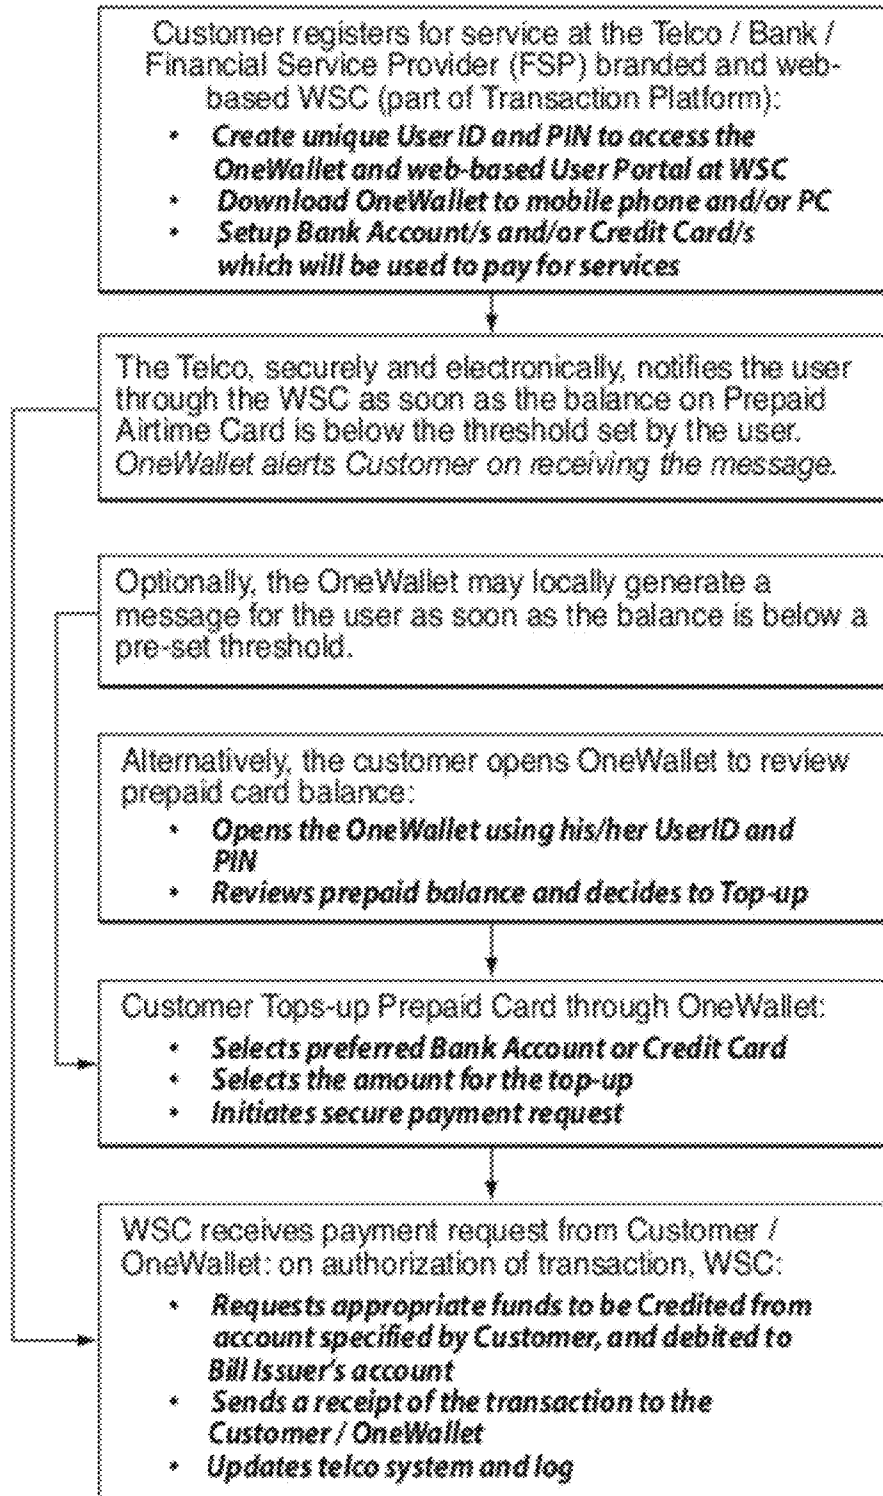 Customer registers for service at the Telco / Bank /
Financial Service Provider (FSP) branded and web-
based WSC (part of Transaction Platform):
• Create unique User ID and PIN to access the
OneWallet and web-based User Portal at WSC
• Download OneWallet to mobile phone and/or PC
• Setup Bank Account/s and/or Credit Card/s
which will be used to pay for services
The Telco, securely and electronically, notifies the user
through the WSC as soon as the balance on Prepaid
Airtime Card is below the threshold set by the user.
OneWallet alerts Customer on receiving the message.
Optionally, the OneWallet may locally generate a
message for the user as soon as the balance is below a
pre-set threshold.
Alternatively, the customer opens OneWallet to review
prepaid card balance:
• Opens the OneWallet using his/her UserID and
PIN
• Reviews prepaid balance and decides to Top-up
Customer Tops-up Prepaid Card through OneWallet:
• Selects preferred Bank Account or Credit Card
• Selects the amount for the top-up
• Initiates secure payment request
WSC receives payment request from Customer /
OneWallet: on authorization of transaction, WSC:
• Requests appropriate funds to be Credited from
account specified by Customer, and debited to
Bill Issuer's account
• Sends a receipt of the transaction to the
Customer / OneWallet
• Updates telco system and log